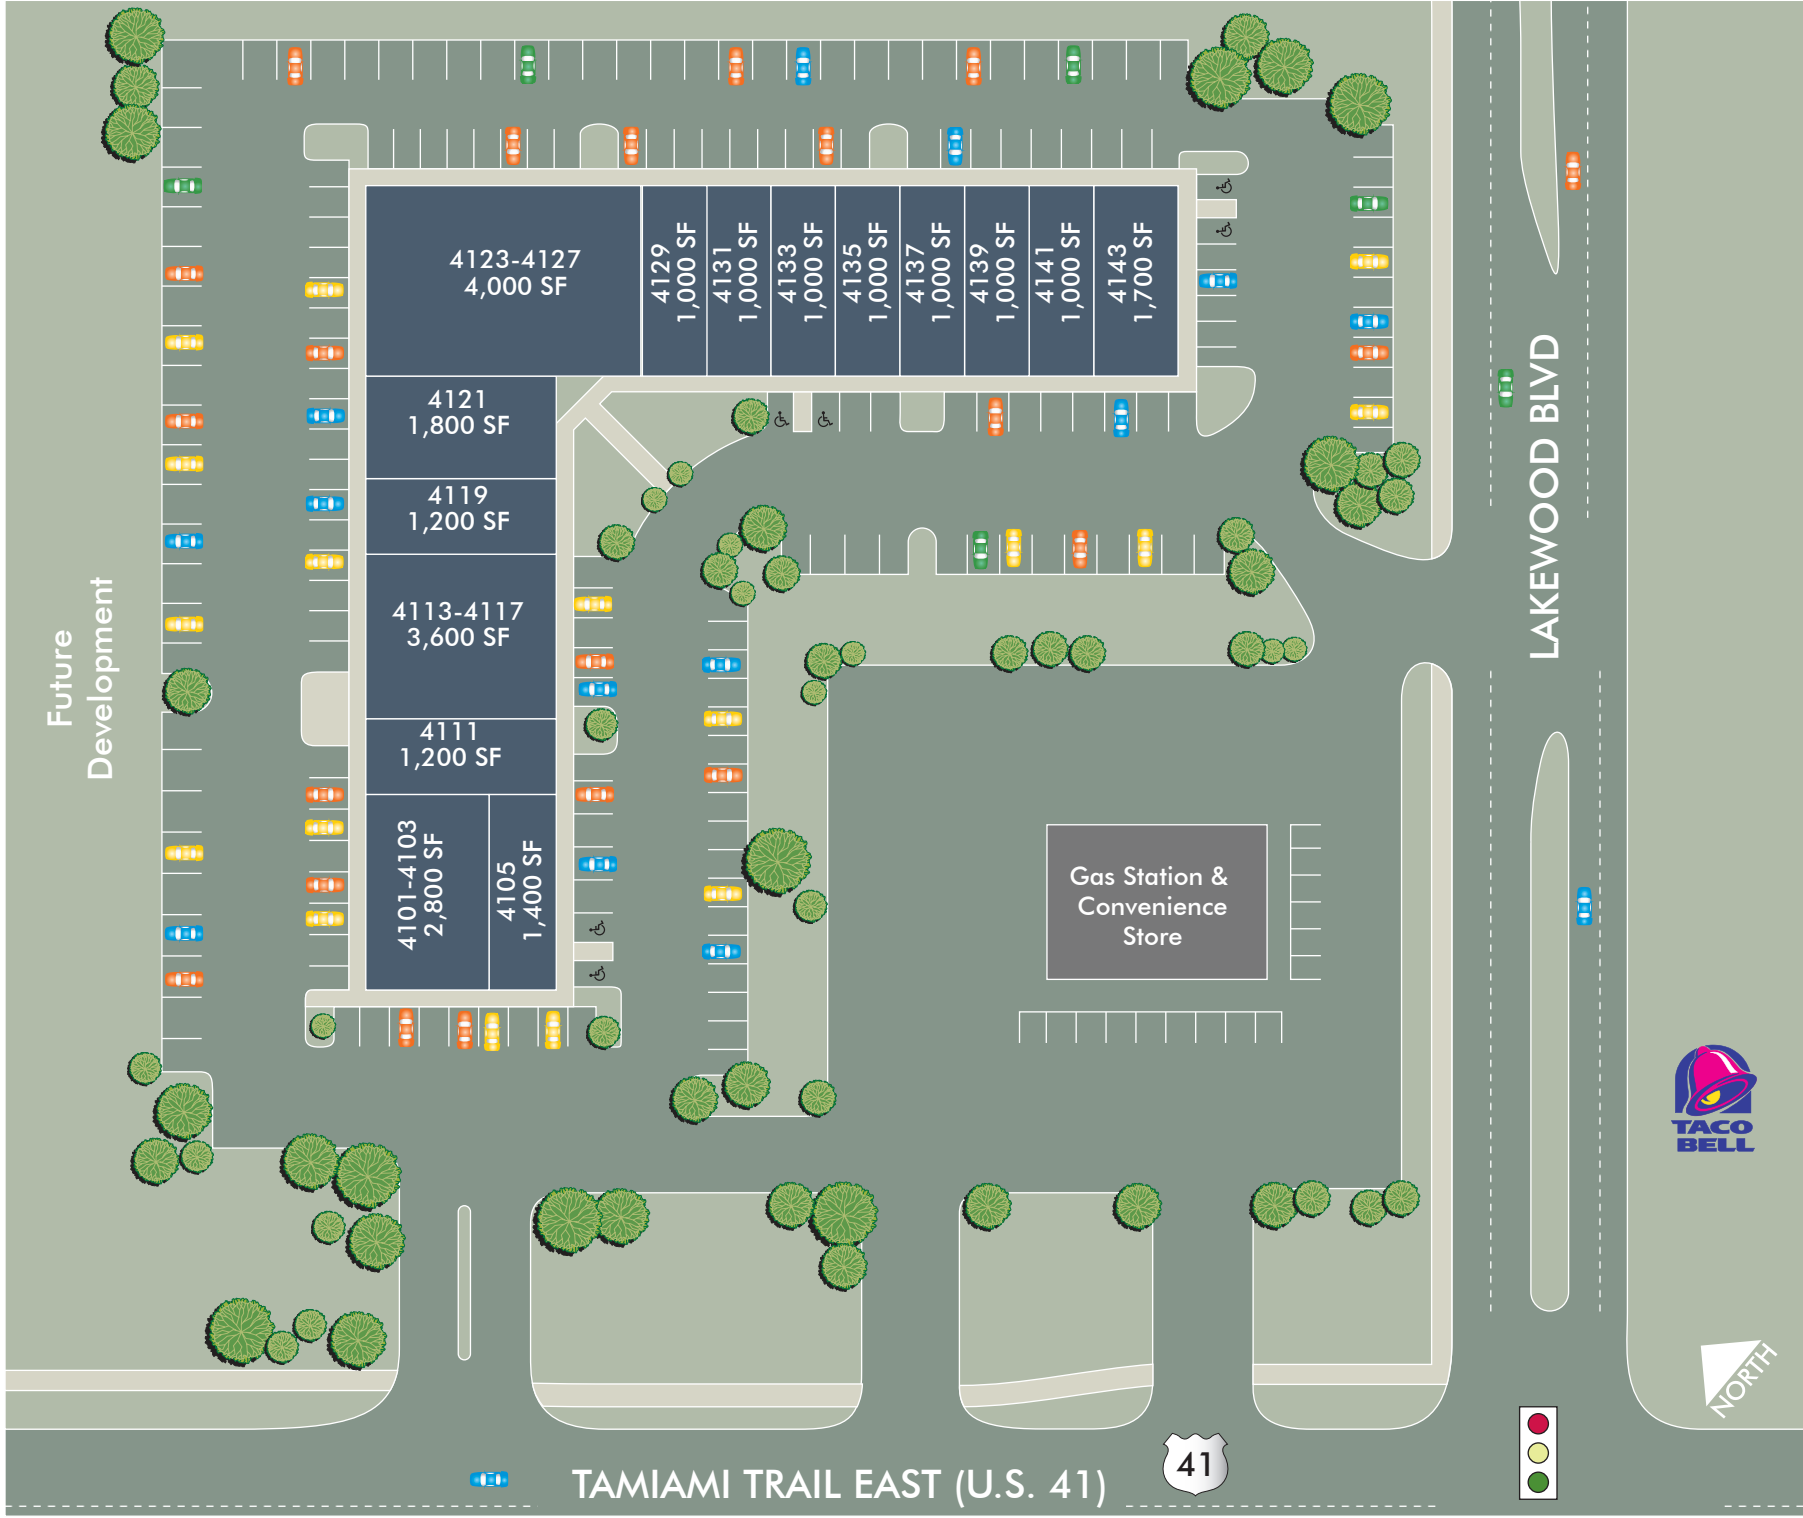 4123-4127
4,000 SF
4129
1,000 SF
4131
1,000 SF
4133
1,000 SF
4135
1,000 SF
4137
1,000 SF
4139
1,000 SF
4141
1,000 SF
4143
1,700 SF
4121
1,800 SF
4119
1,200 SF
4113-4117
3,600 SF
4111
1,200 SF
4101-4103
2,800 SF
4105
1,400 SF
Future
Development
LAKEWOOD BLVD
Gas Station &
Convenience
Store
TACO
BELL
NORTH
TAMIAMI TRAIL EAST (U.S. 41)
41